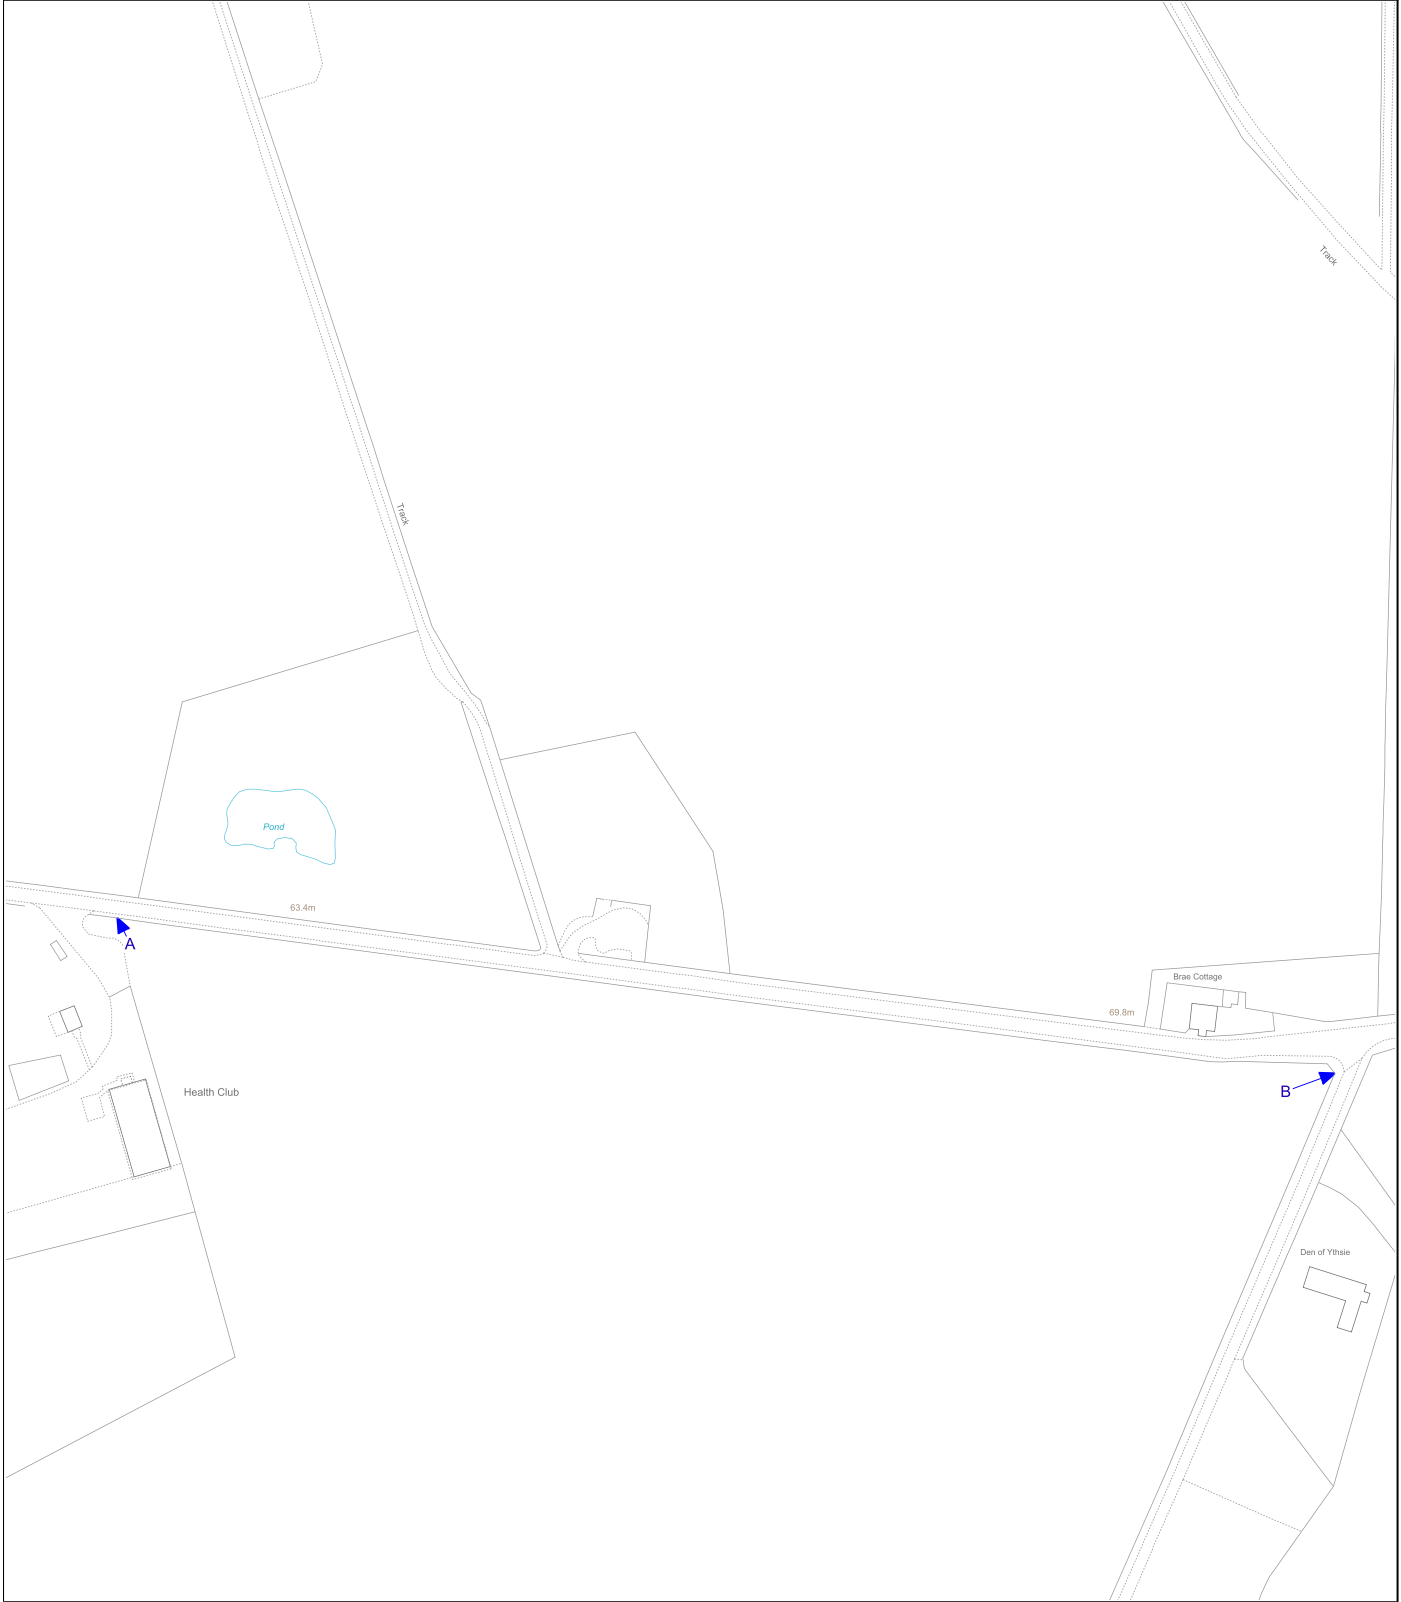 Track
Track
Pond
63.4m
A
Brae Cottage
69.8m
B
Health Club
Den of Ythsie